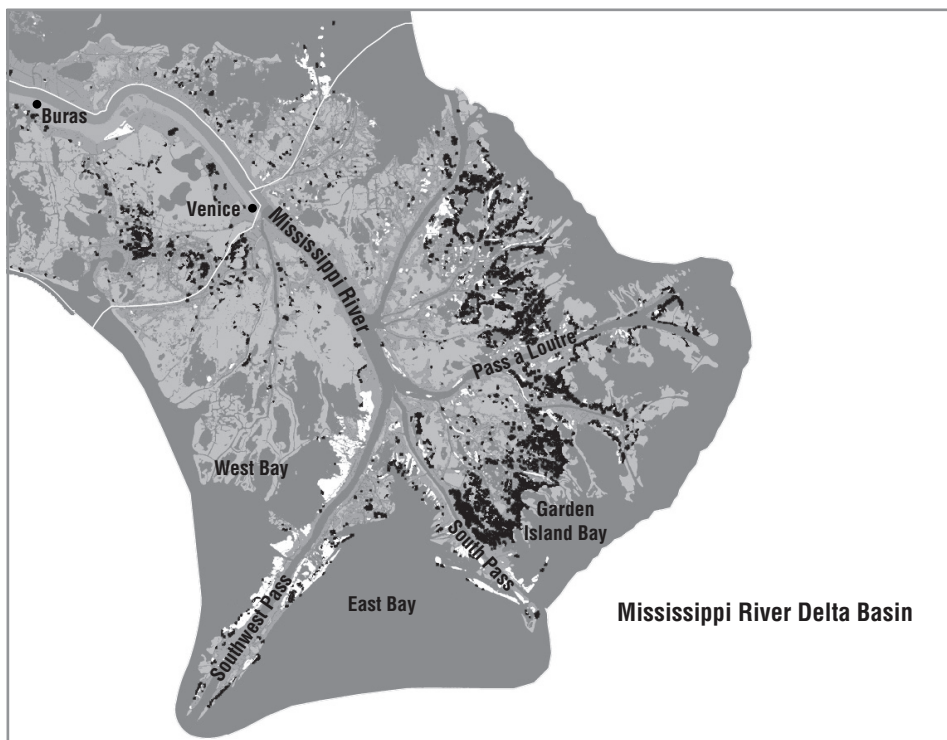 Buras
Venice
Mississippi River
Pass a Loutre
West Bay
Garden
Island Bay
South Pass
East Bay
Southwest Pass
Mississippi River Delta Basin